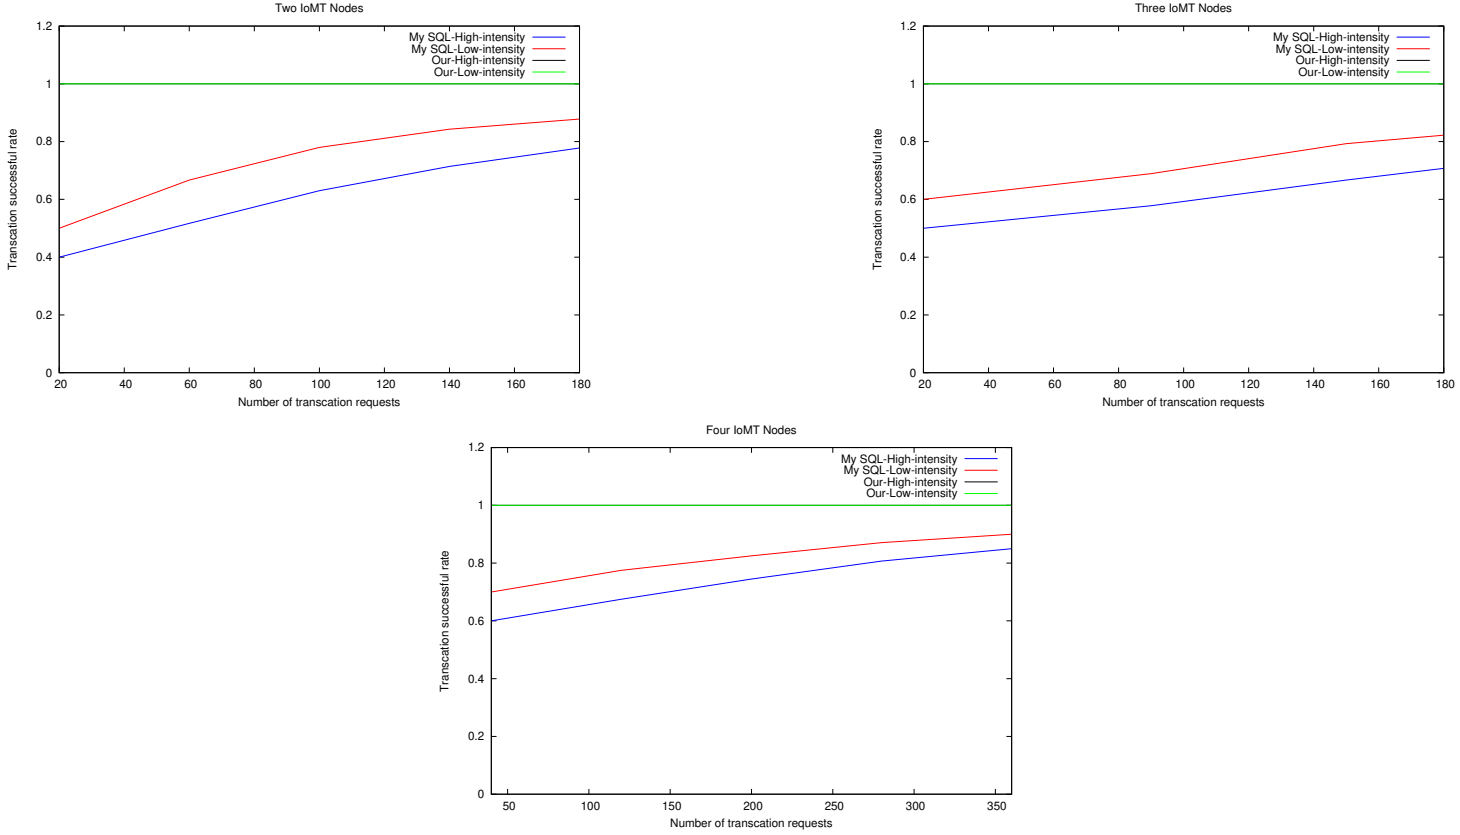 Two IoMT Nodes
1.2
1
0.8
0.6
0.4
0.2
0
Transcation successful rate
My SQL-High-intensity
My SQL-Low-intensity
Our-High-intensity
Our-Low-intensity
20 40 60 80 100 120 140 160 180
Number of transcation requests
Three IoMT Nodes
1.2
1
0.8
0.6
0.4
0.2
0
Transcation successful rate
My SQL-High-intensity
My SQL-Low-intensity
Our-High-intensity
Our-Low-intensity
20 40 60 80 100 120 140 160 180
Number of transcation requests
Four IoMT Nodes
1.2
1
0.8
0.6
0.4
0.2
0
Transcation successful rate
My SQL-High-intensity
My SQL-Low-intensity
Our-High-intensity
Our-Low-intensity
50 100 150 200 250 300 350
Number of transcation requests